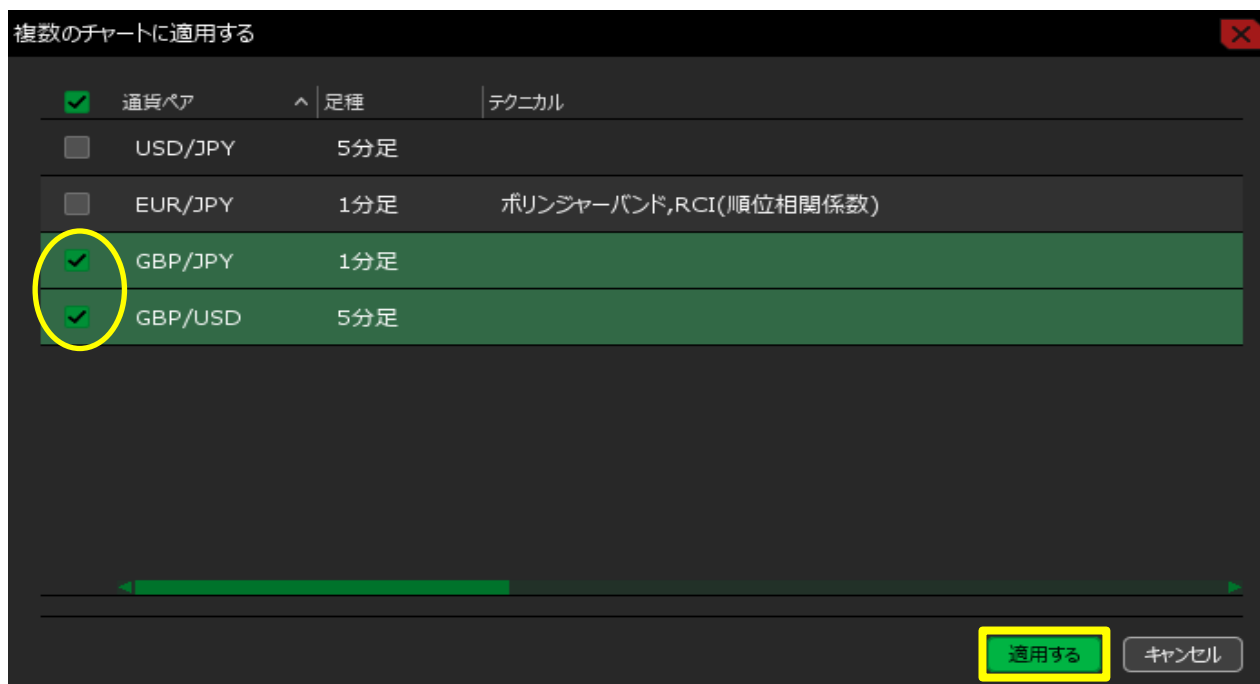 複数のチャートに適用する
通貨ペア 足種 テクニカル
USD/JPY 5分足
EUR/JPY 1分足 ボリンジャーバンド,RCI(順位相関係数)
GBP/JPY 1分足
GBP/USD 5分足
適用する キャンセル